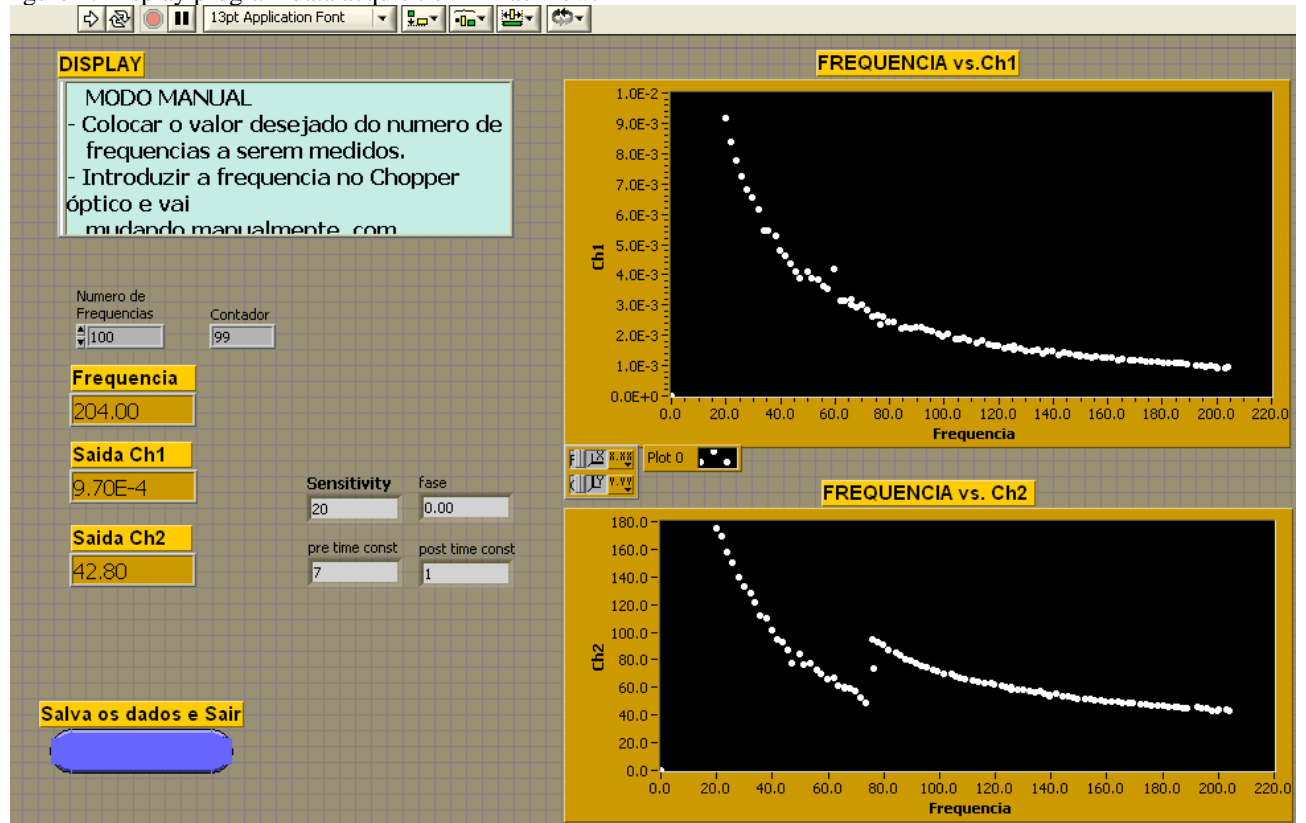 13pt Application Font
DISPLAY
MODO MANUAL
- Colocar o valor desejado do numero de
frequencias a serem medidos.
- Introduzir a frequencia no Chopper
óptico e vai
mudando manualmente, com
Numero de
Frequencias
Contador
100
99
Frequencia
204.00
Saida Ch1
9.70E-4
Saida Ch2
42.80
Sensitivity
fase
20
0.00
pre time const
post time const
7
1
Salva os dados e Sair
FREQUENCIA vs.Ch1
1.0E-2
9.0E-3
8.0E-3
7.0E-3
6.0E-3
5.0E-3
4.0E-3
3.0E-3
2.0E-3
1.0E-3
0.0E+0
Ch1
0.0 20.0 40.0 60.0 80.0 100.0 120.0 140.0 160.0 180.0 200.0 220.0
Frequencia
Plot 0
X.XX
Y.YY
FREQUENCIA vs. Ch2
180.0
160.0
140.0
120.0
100.0
80.0
60.0
40.0
20.0
0.0
Ch2
0.0 20.0 40.0 60.0 80.0 100.0 120.0 140.0 160.0 180.0 200.0 220.0
Frequencia